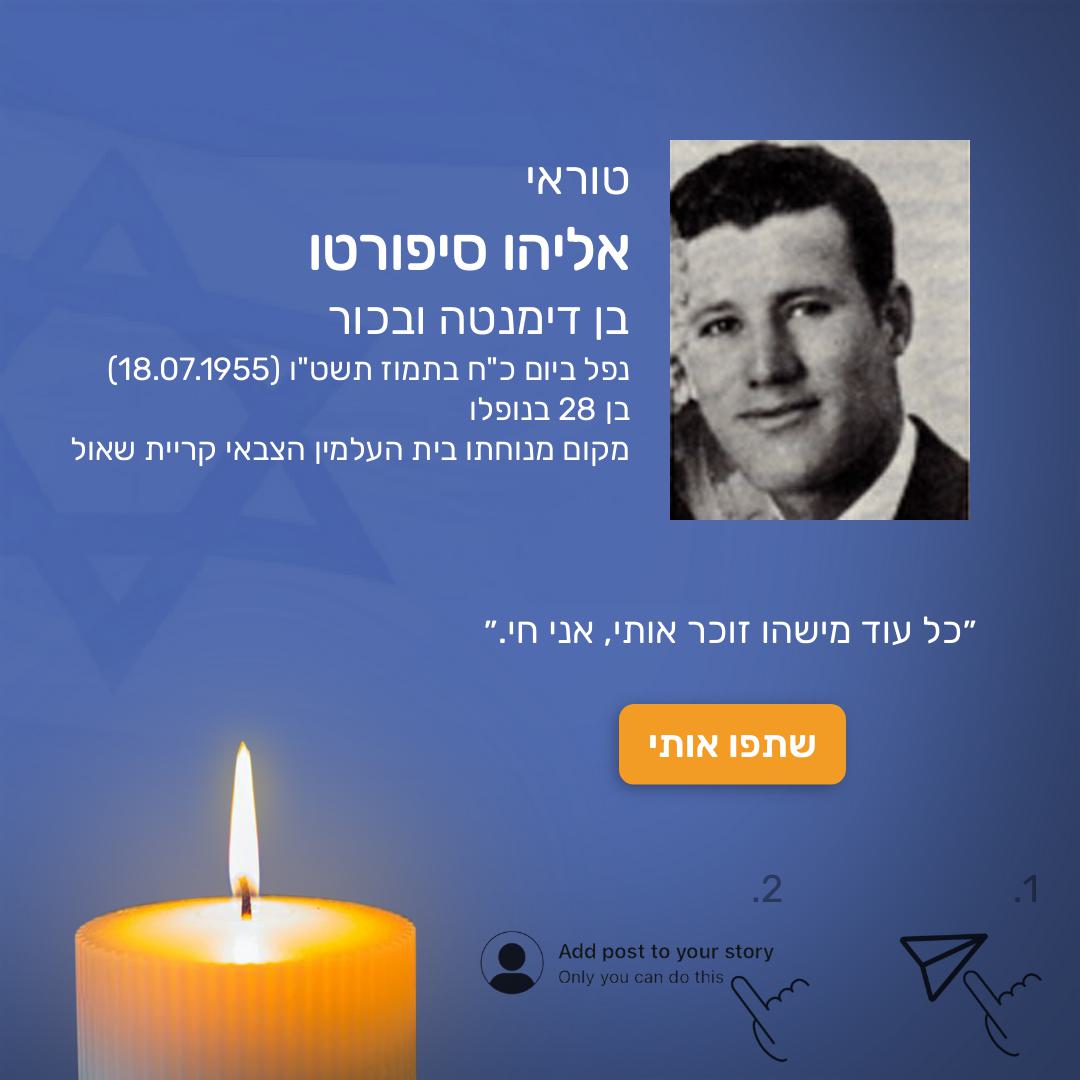 טוראי
אליהו סיפורטו
בן דימנטה ובכור
נפל ביום כ"ח בתמוז תשט"ו (18.07.1955)
בן 28 בנופלו
מקום מנוחתו בית העלמין הצבאי קריית שאול
״כל עוד מישהו זוכר אותי, אני חי.״
שתפו אותי
1.
2.
Add post to your story
Only you can do this